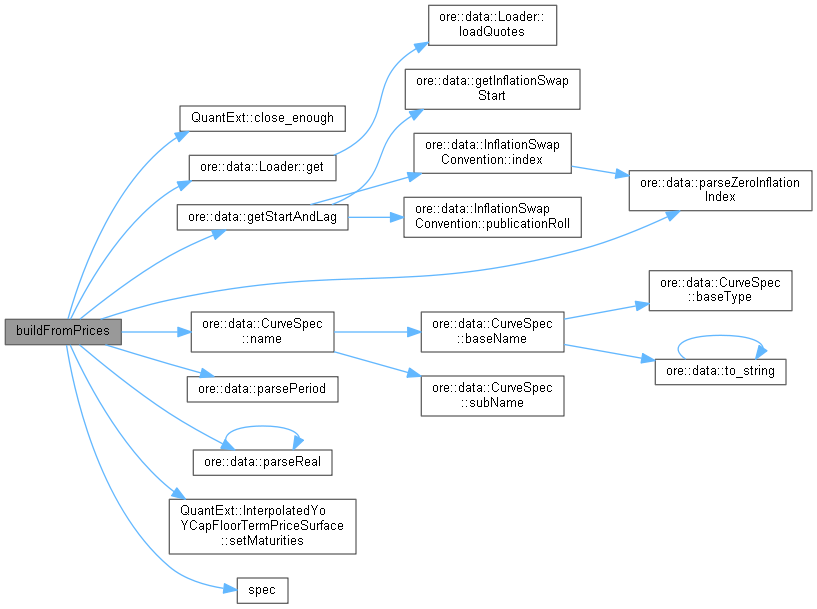 ore::data::Loader::
loadQuotes
ore::data::getInflationSwap
Start
QuantExt::close_enough
ore::data::InflationSwap
Convention::index
ore::data::Loader::get
ore::data::parseZeroInflation
Index
ore::data::getStartAndLag
ore::data::InflationSwap
Convention::publicationRoll
ore::data::CurveSpec
::baseType
buildFromPrices
ore::data::CurveSpec
::name
ore::data::CurveSpec
::baseName
ore::data::to_string
ore::data::parsePeriod
ore::data::CurveSpec
::subName
ore::data::parseReal
QuantExt::InterpolatedYo
YCapFloorTermPriceSurface
::setMaturities
spec